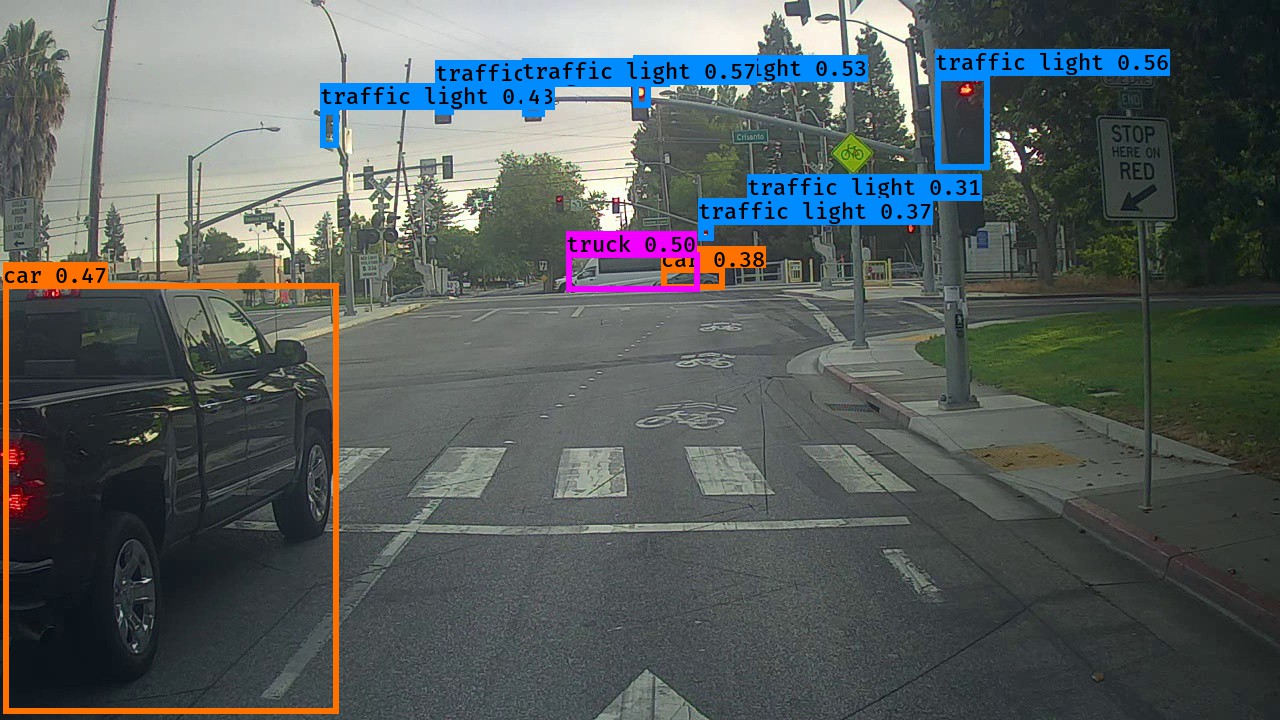 traffic light 0.56
traffic
traffic light 0.57
ight 0.53
traffic light 0.43
END
STOP
HERE ON
RED
Crisanto
traffic light 0.31
traffic light 0.37
truck 0.50
car 0.38
car 0.47